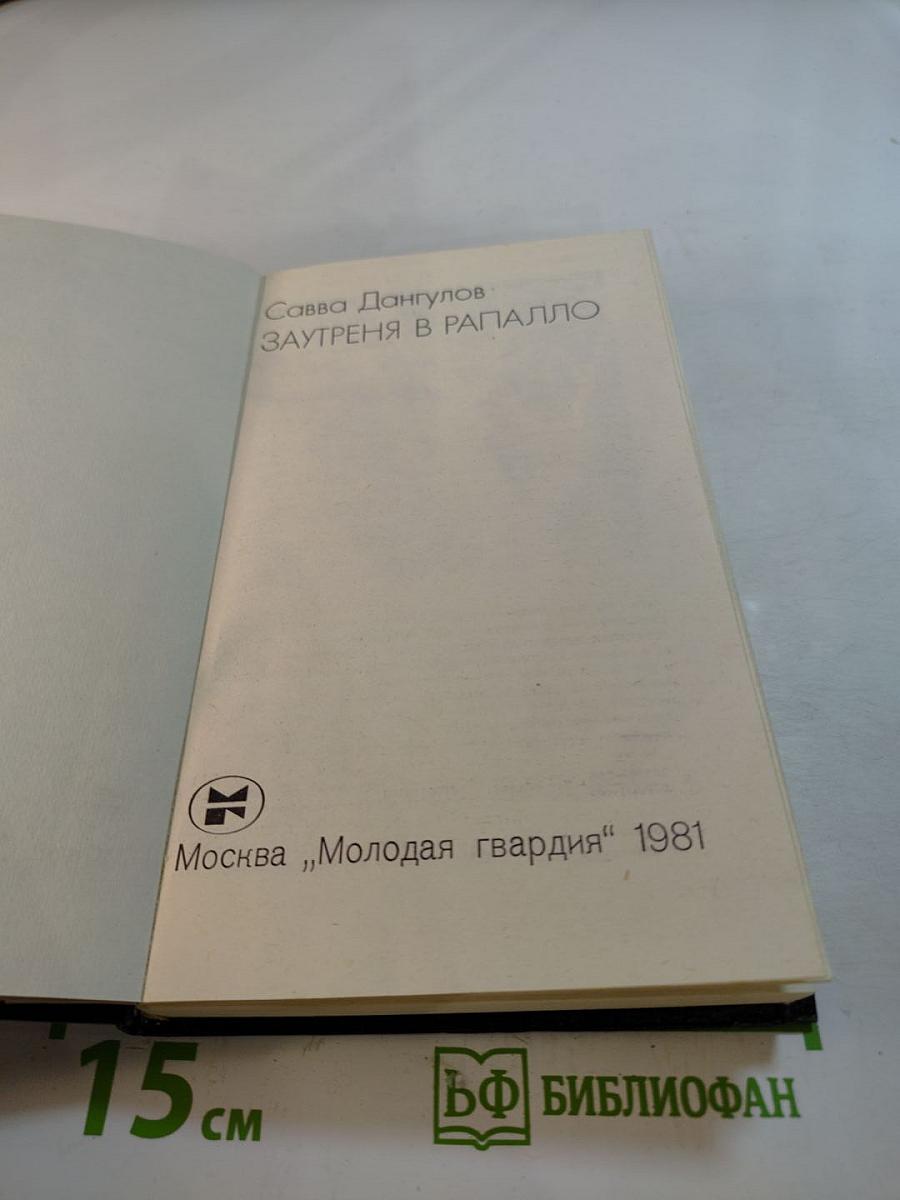 Савва Дангулов
ЗАУТРЕНЯ В РАПАЛЛО
Москва „Молодая гвардия“ 1981
15 см
БФ БИБЛИОФАН